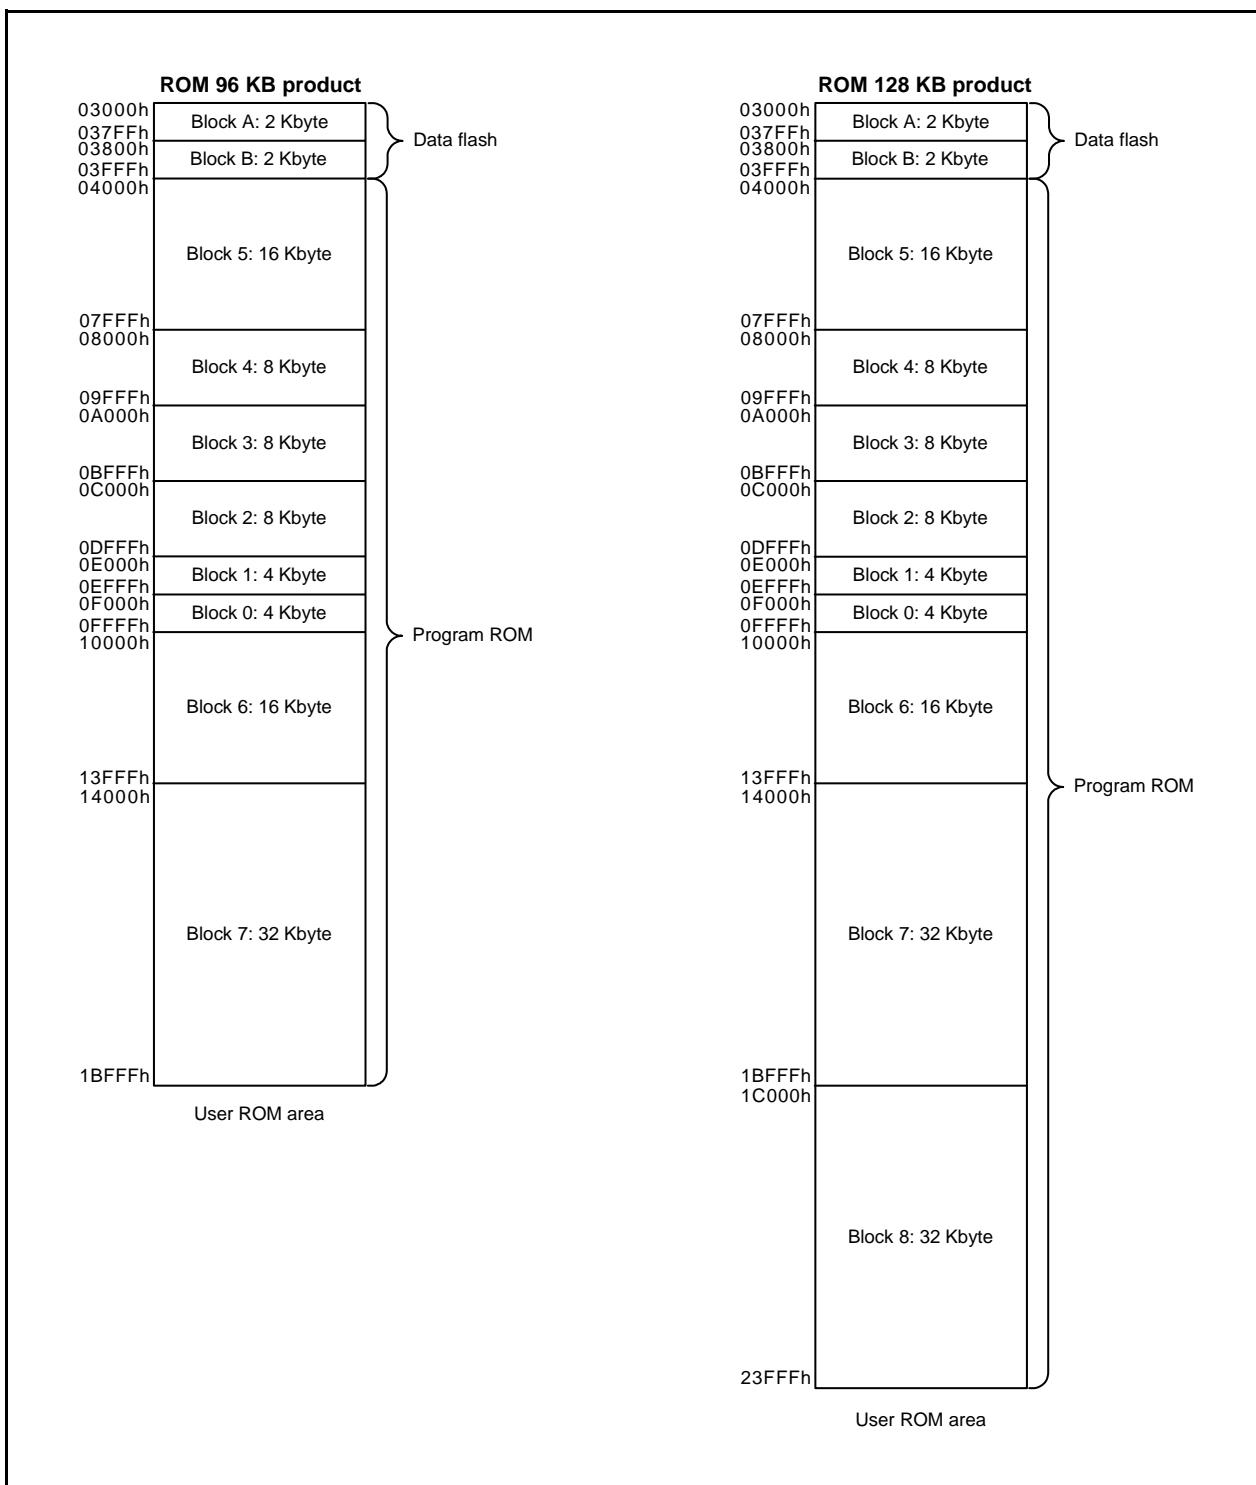 ROM 96 KB product
03000h
Block A: 2 Kbyte
037FFh
03800h
Block B: 2 Kbyte
03FFFh
04000h
Data flash
Block 5: 16 Kbyte
07FFFh
08000h
Block 4: 8 Kbyte
09FFFh
0A000h
Block 3: 8 Kbyte
0BFFFh
0C000h
Block 2: 8 Kbyte
0DFFFh
0E000h
Block 1: 4 Kbyte
0EFFFh
0F000h
Block 0: 4 Kbyte
0FFFFh
10000h
Program ROM
Block 6: 16 Kbyte
13FFFh
14000h
Block 7: 32 Kbyte
1BFFFh
User ROM area
ROM 128 KB product
03000h
Block A: 2 Kbyte
037FFh
03800h
Block B: 2 Kbyte
03FFFh
04000h
Data flash
Block 5: 16 Kbyte
07FFFh
08000h
Block 4: 8 Kbyte
09FFFh
0A000h
Block 3: 8 Kbyte
0BFFFh
0C000h
Block 2: 8 Kbyte
0DFFFh
0E000h
Block 1: 4 Kbyte
0EFFFh
0F000h
Block 0: 4 Kbyte
0FFFFh
10000h
Block 6: 16 Kbyte
13FFFh
14000h
Program ROM
Block 7: 32 Kbyte
1BFFFh
1C000h
Block 8: 32 Kbyte
23FFFh
User ROM area